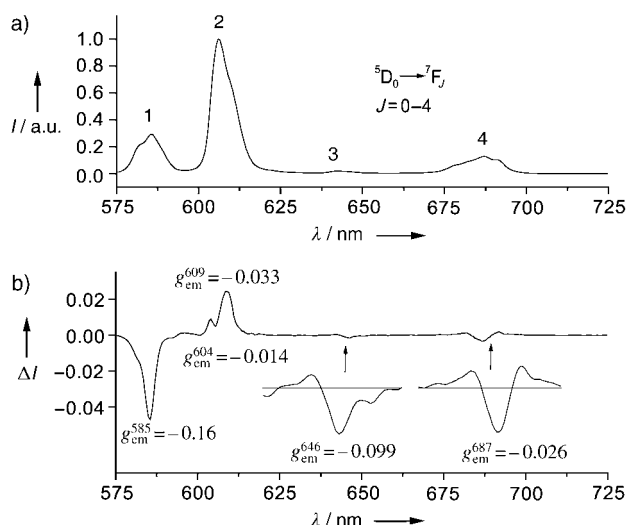 a)
2
1.0
0.8
0.6
0.4
0.2
0.0
I / a.u.
1
3
4
⁵D₀→⁷F_J
J=0–4
575 600 625 650 675 700 725
λ / nm
b)
0.02
0.00
−0.02
−0.04
ΔI
g_em^609=−0.033
g_em^604=−0.014
g_em^585=−0.16
g_em^646=−0.099
g_em^687=−0.026
575 600 625 650 675 700 725
λ / nm